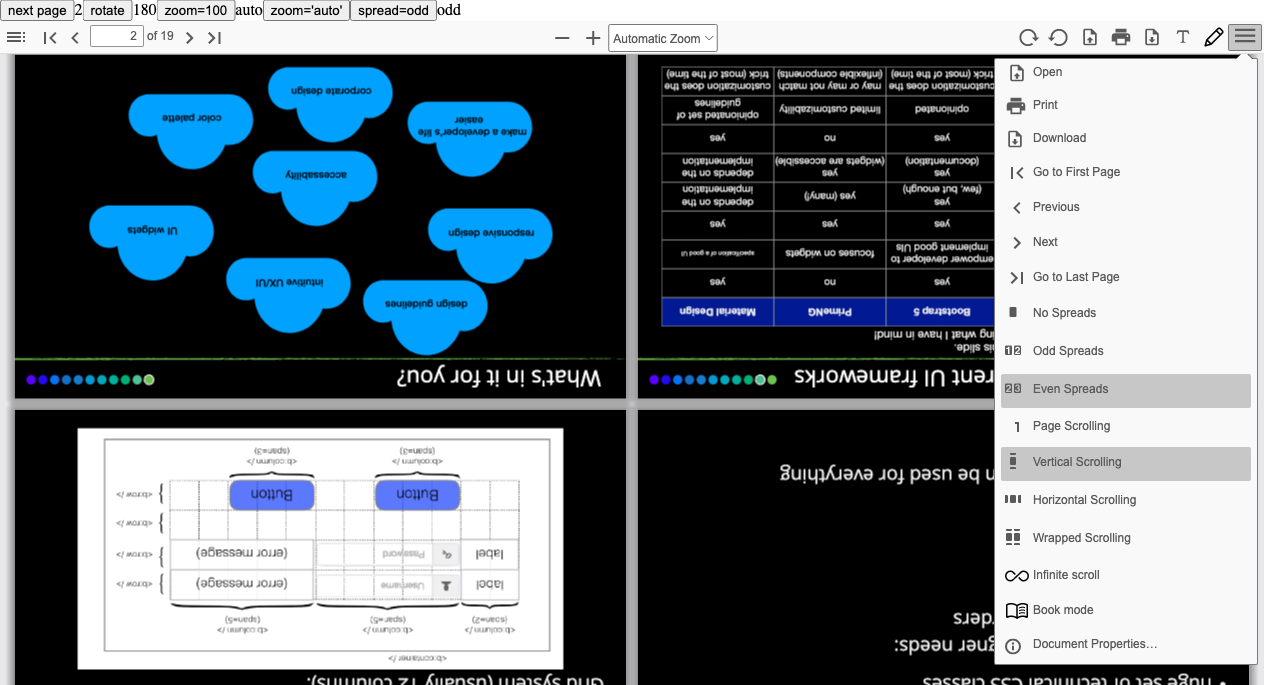 next page 2 rotate 180 zoom=100 auto zoom='auto' spread=odd odd
2 of 19
Automatic Zoom
T
Open
Print
Download
Go to First Page
Previous
Next
Go to Last Page
No Spreads
Odd Spreads
Even Spreads
Page Scrolling
Vertical Scrolling
Horizontal Scrolling
Wrapped Scrolling
Infinite scroll
Book mode
Document Properties…
What's in it for you?
design guidelines
intuitive UX/UI
responsive design
UI widgets
accessability
make a developer's life
easier
color palette
corporate design
rent UI frameworks
is slide.
ing what I have in mind!
Bootstrap 5 PrimeNG Material Design
yes no yes
empower developer to
implement good UIs
focuses on widgets
specification of a good UI
yes yes yes
yes
(few, but enough)
yes (many!)
depends on the
implementation
yes
(documentation)
yes
(widgets are accessible)
depends on the
implementation
yes no yes
opinionated
limited customizability
opinionated set of
guidelines
customization does the
trick (most of the time)
may or may not match
(inflexible components)
customization does the
trick (most of the time)
Grid system (usually 12 columns):
<b:container />
<b:column />
(span=2)
<b:column />
(span=5)
<b:column />
(span=5)
label Username (error message) <b:row />
label Password (error message) <b:row />
<b:row />
Button Button <b:row />
<b:column />
(span=3)
<b:column />
(span=3)
huge set of technical CSS classes
gner needs:
rders
n be used for everything